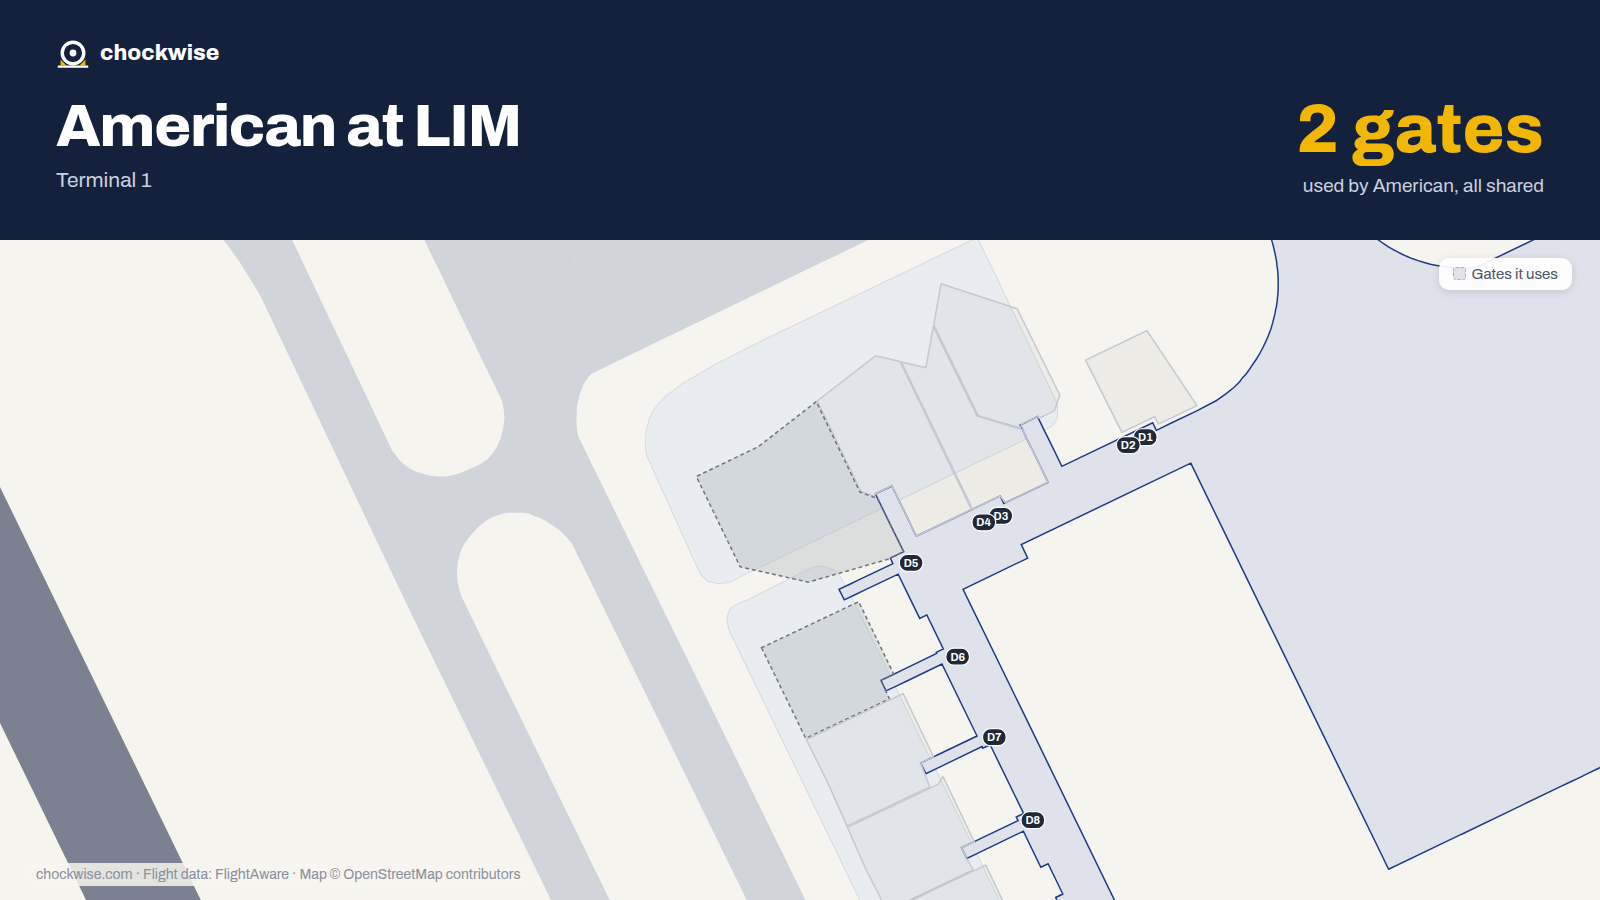 chockwise
American at LIM
Terminal 1
2 gates
used by American, all shared
Gates it uses
D1
D2
D3
D4
D5
D6
D7
D8
chockwise.com · Flight data: FlightAware · Map © OpenStreetMap contributors